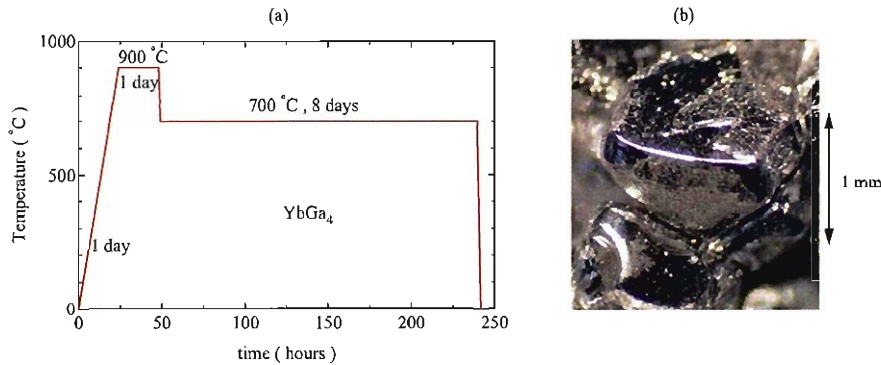 (a)
(b)
1000
900 °C
1 day
700 °C , 8 days
500
YbGa₄
1 day
0
0
50
100
150
200
250
Temperature ( °C )
time ( hours )
1 mm